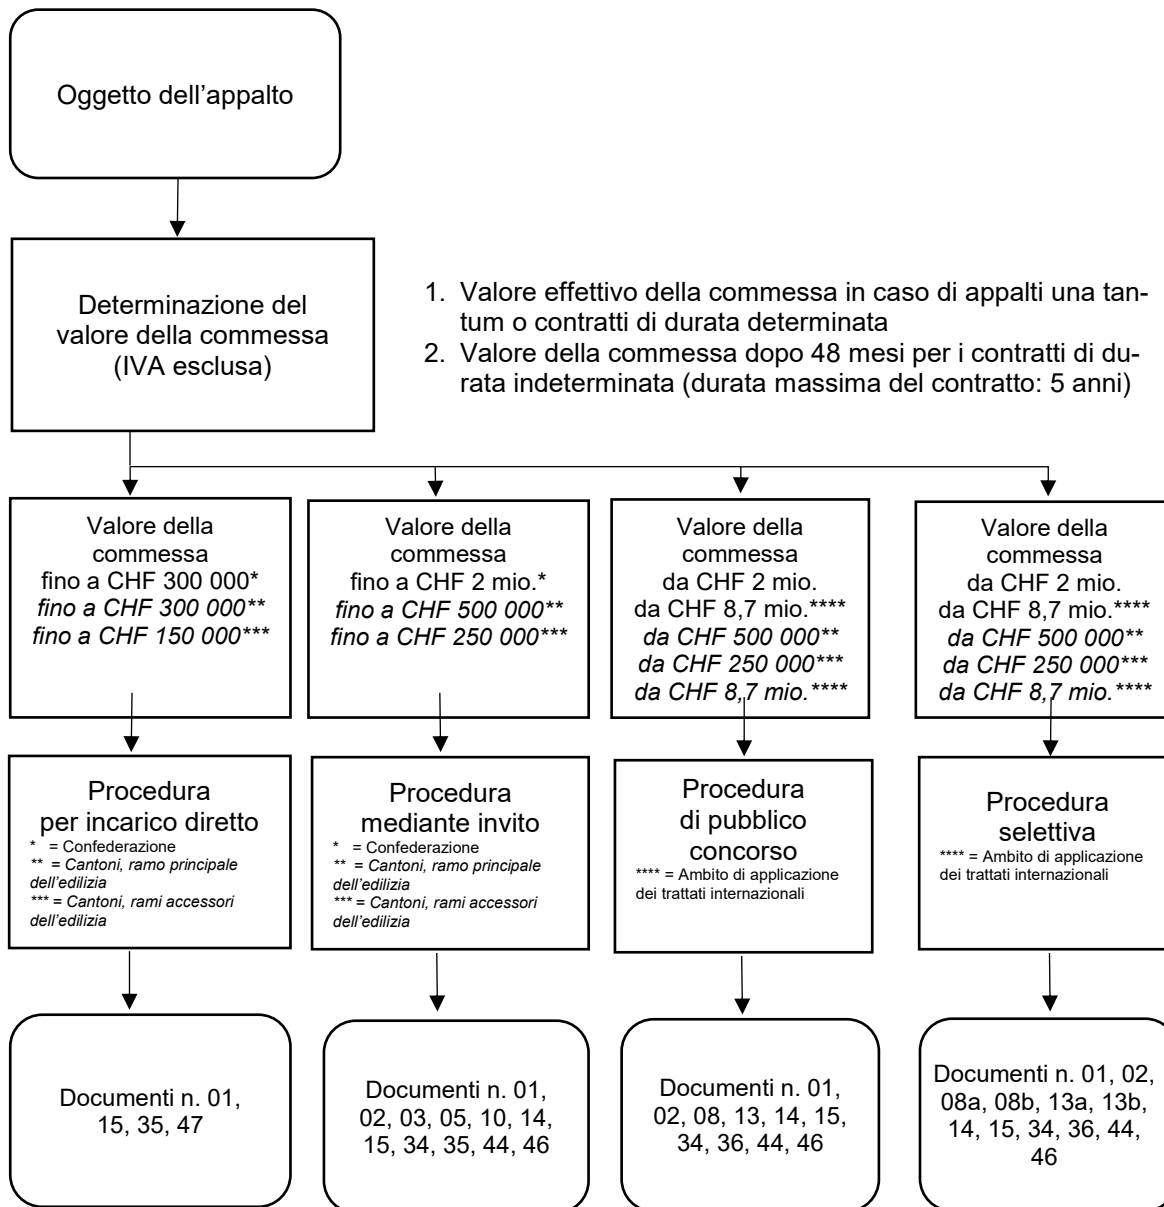 Oggetto dell’appalto
Determinazione del
valore della commessa
(IVA esclusa)
1. Valore effettivo della commessa in caso di appalti una tan-
tum o contratti di durata determinata
2. Valore della commessa dopo 48 mesi per i contratti di du-
rata indeterminata (durata massima del contratto: 5 anni)
Valore della
commessa
fino a CHF 300 000*
fino a CHF 300 000**
fino a CHF 150 000***
Valore della
commessa
fino a CHF 2 mio.*
fino a CHF 500 000**
fino a CHF 250 000***
Valore della
commessa
da CHF 2 mio.
da CHF 8,7 mio.****
da CHF 500 000**
da CHF 250 000***
da CHF 8,7 mio.****
Valore della
commessa
da CHF 2 mio.
da CHF 8,7 mio.****
da CHF 500 000**
da CHF 250 000***
da CHF 8,7 mio.****
Procedura
per incarico diretto
* = Confederazione
** = Cantoni, ramo principale
dell’edilizia
*** = Cantoni, rami accessori
dell’edilizia
Procedura
mediante invito
* = Confederazione
** = Cantoni, ramo principale
dell’edilizia
*** = Cantoni, rami accessori
dell’edilizia
Procedura
di pubblico
concorso
**** = Ambito di applicazione
dei trattati internazionali
Procedura
selettiva
**** = Ambito di applicazione
dei trattati internazionali
Documenti n. 01,
15, 35, 47
Documenti n. 01,
02, 03, 05, 10, 14,
15, 34, 35, 44, 46
Documenti n. 01,
02, 08, 13, 14, 15,
34, 36, 44, 46
Documenti n. 01, 02,
08a, 08b, 13a, 13b,
14, 15, 34, 36, 44,
46